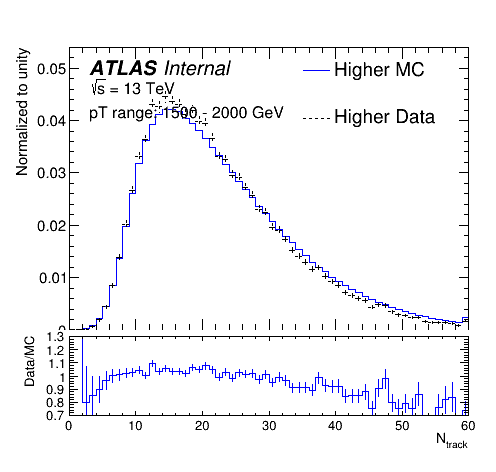 ATLAS Internal
√s = 13 TeV
pT range: 1500 - 2000 GeV
Higher MC
Higher Data
Normalized to unity
0.05
0.04
0.03
0.02
0.01
0
Data/MC
1.3
1.2
1.1
1
0.9
0.8
0.7
0 10 20 30 40 50 60
Ntrack